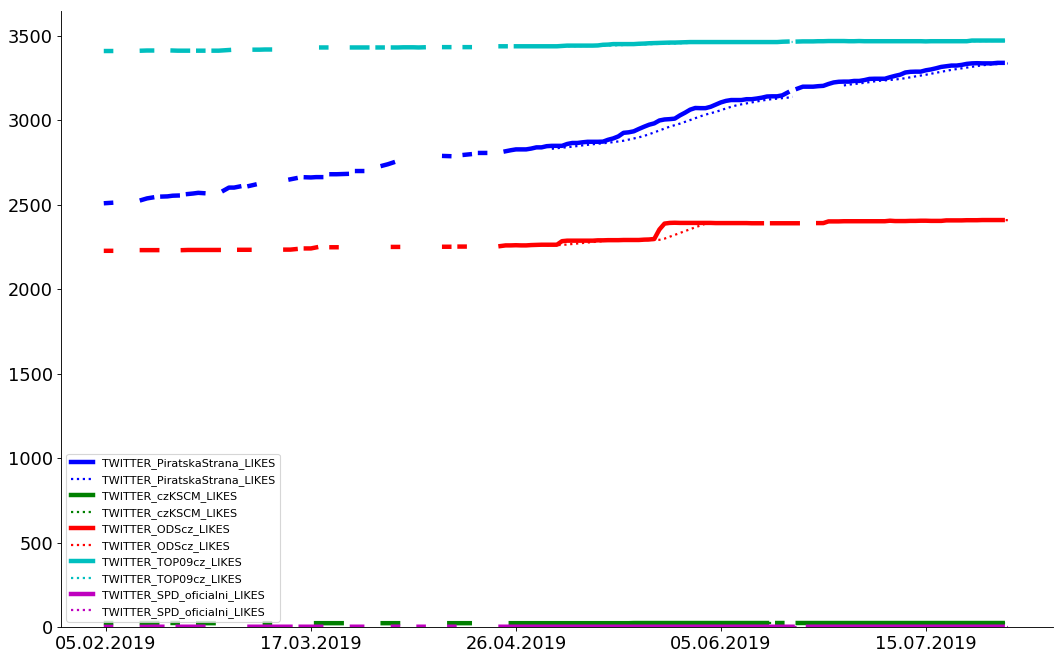 3500
3000
2500
2000
1500
1000
500
0
TWITTER_PiratskaStrana_LIKES
TWITTER_PiratskaStrana_LIKES
TWITTER_czKSCM_LIKES
TWITTER_czKSCM_LIKES
TWITTER_ODScz_LIKES
TWITTER_ODScz_LIKES
TWITTER_TOP09cz_LIKES
TWITTER_TOP09cz_LIKES
TWITTER_SPD_oficialni_LIKES
TWITTER_SPD_oficialni_LIKES
05.02.2019 17.03.2019 26.04.2019 05.06.2019 15.07.2019